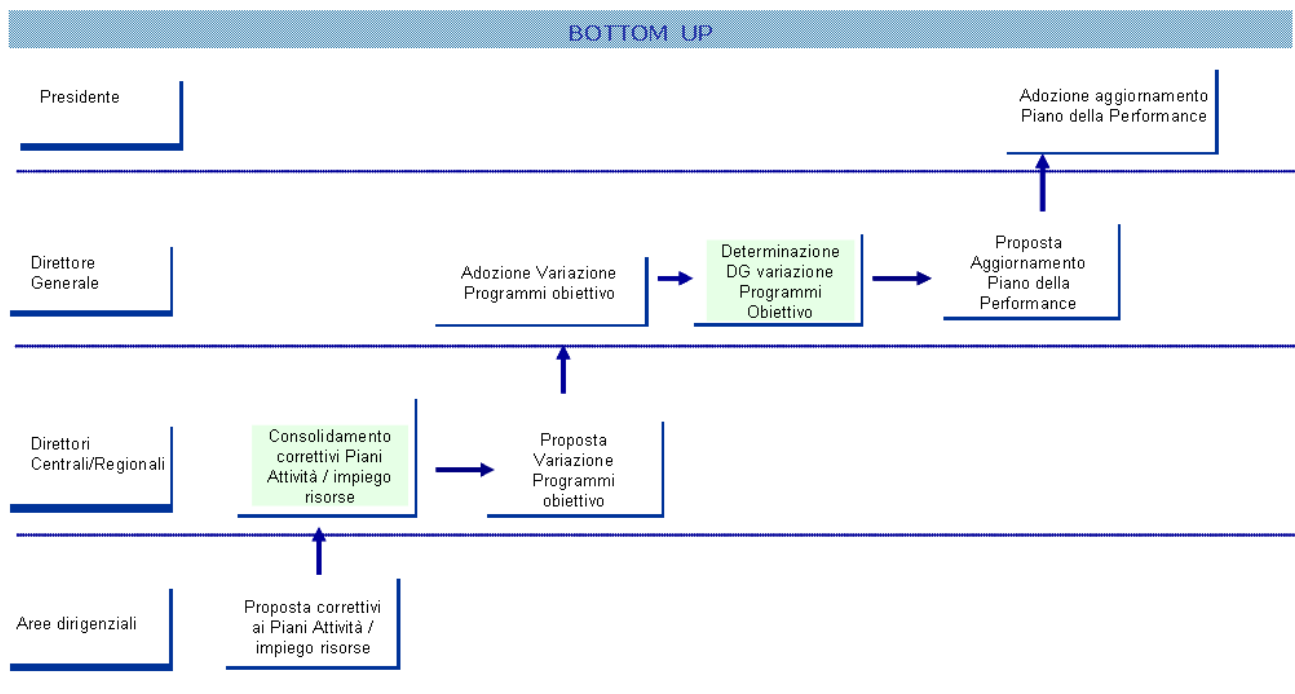 BOTTOM UP
Presidente
Adozione aggiornamento
Piano della Performance
Direttore
Generale
Adozione Variazione
Programmi obiettivo
Determinazione
DG variazione
Programmi
Obiettivo
Proposta
Aggiornamento
Piano della
Performance
Direttori
Centrali/Regionali
Consolidamento
correttivi Piani
Attività / impiego
risorse
Proposta
Variazione
Programmi
obiettivo
Aree dirigenziali
Proposta correttivi
ai Piani Attività /
impiego risorse